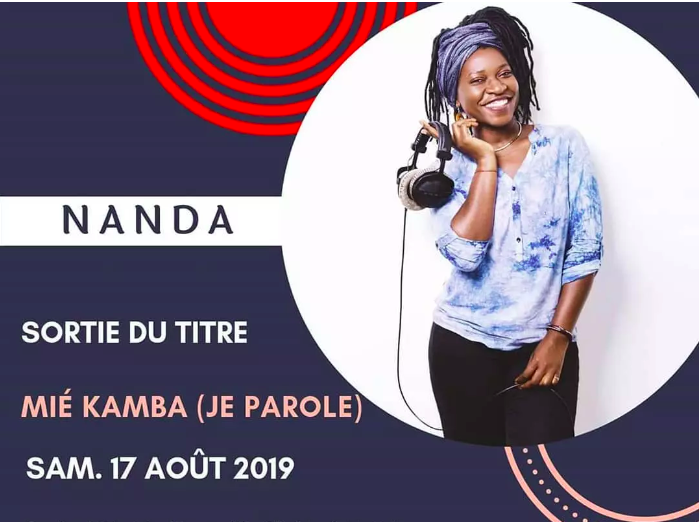 NANDA
SORTIE DU TITRE
MIÉ KAMBA (JE PAROLE)
SAM. 17 AOÛT 2019